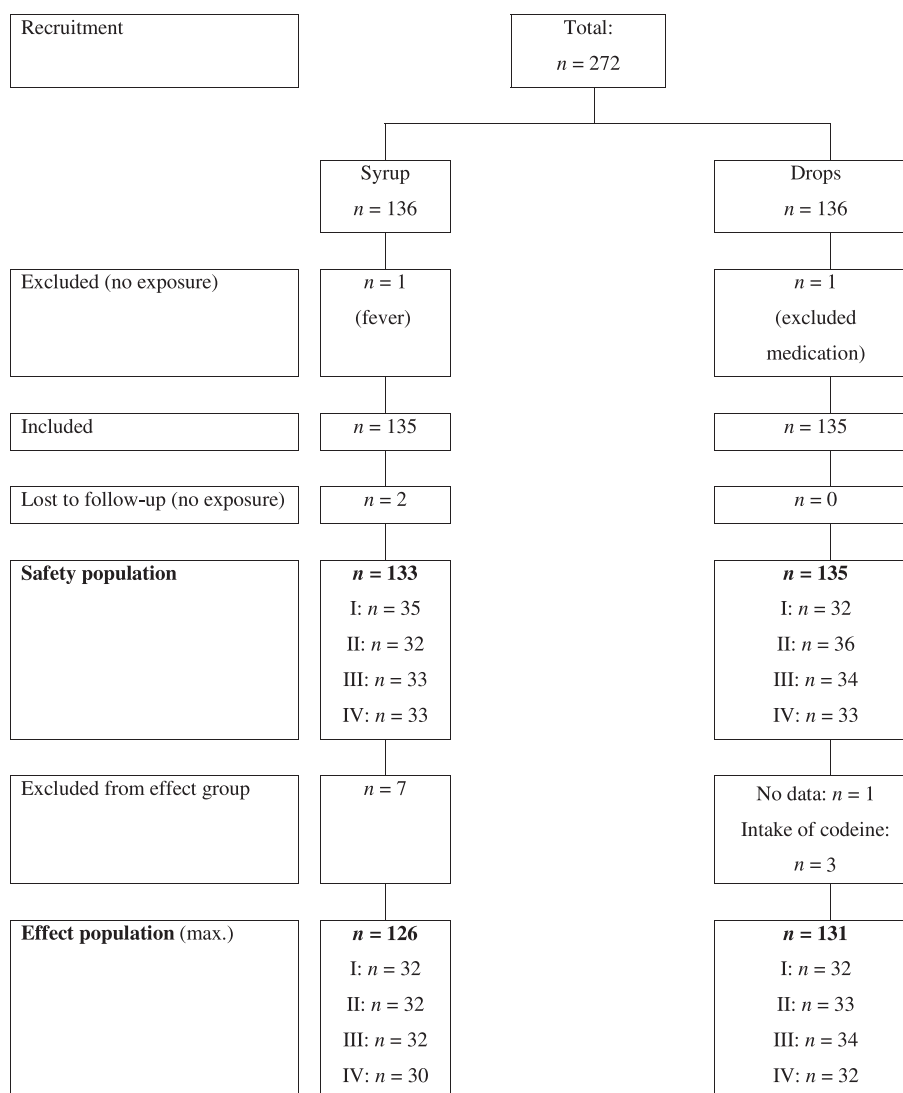 Recruitment
Total:
n = 272
Syrup
n = 136
Drops
n = 136
Excluded (no exposure)
n = 1
(fever)
n = 1
(excluded
medication)
Included
n = 135
n = 135
Lost to follow-up (no exposure)
n = 2
n = 0
Safety population
n = 133
I: n = 35
II: n = 32
III: n = 33
IV: n = 33
n = 135
I: n = 32
II: n = 36
III: n = 34
IV: n = 33
Excluded from effect group
n = 7
No data: n = 1
Intake of codeine:
n = 3
Effect population (max.)
n = 126
I: n = 32
II: n = 32
III: n = 32
IV: n = 30
n = 131
I: n = 32
II: n = 33
III: n = 34
IV: n = 32